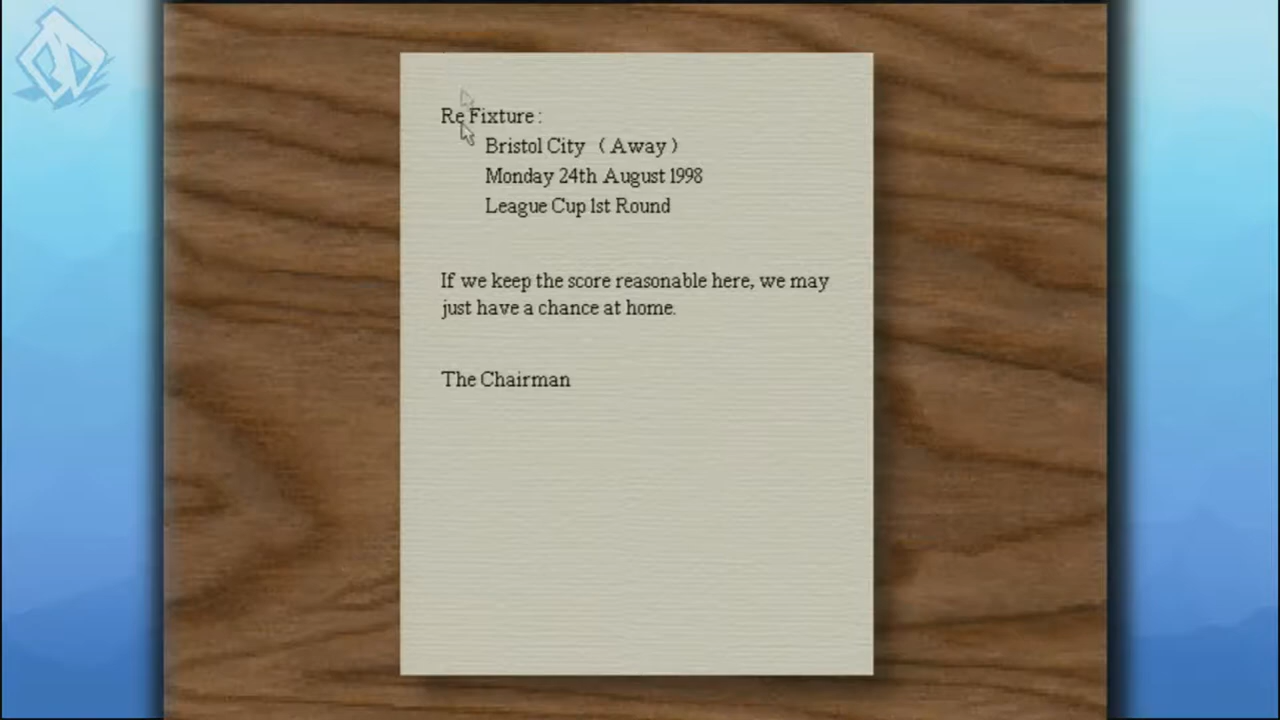 Re Fixture :
Bristol City ( Away )
Monday 24th August 1998
League Cup 1st Round
If we keep the score reasonable here, we may
just have a chance at home.
The Chairman